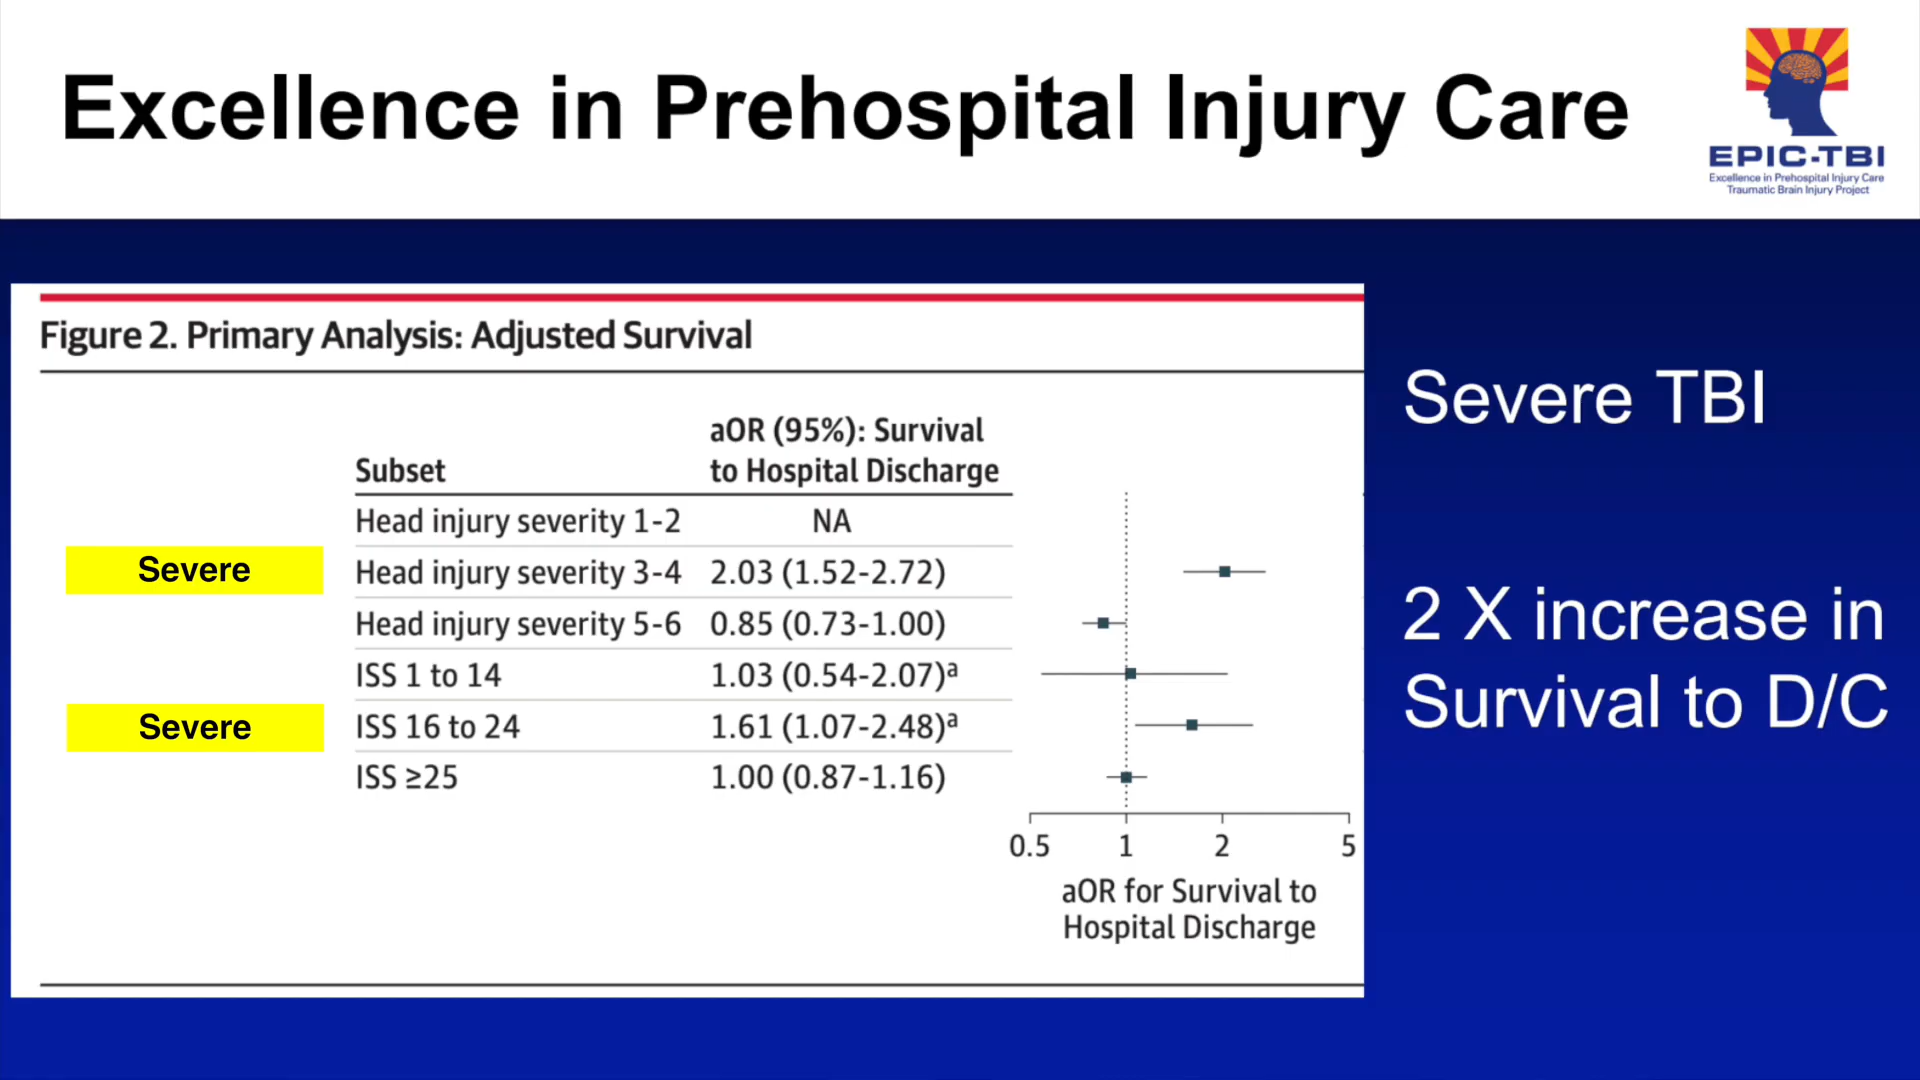 Excellence in Prehospital Injury Care
EPIC-TBI
Excellence in Prehospital Injury Care
Traumatic Brain Injury Project
Figure 2. Primary Analysis: Adjusted Survival
Subset
aOR (95%): Survival
to Hospital Discharge
Head injury severity 1-2 NA
Severe Head injury severity 3-4 2.03 (1.52-2.72)
Head injury severity 5-6 0.85 (0.73-1.00)
ISS 1 to 14 1.03 (0.54-2.07)ª
Severe ISS 16 to 24 1.61 (1.07-2.48)ª
ISS ≥25 1.00 (0.87-1.16)
0.5 1 2 5
aOR for Survival to
Hospital Discharge
Severe TBI
2 X increase in
Survival to D/C